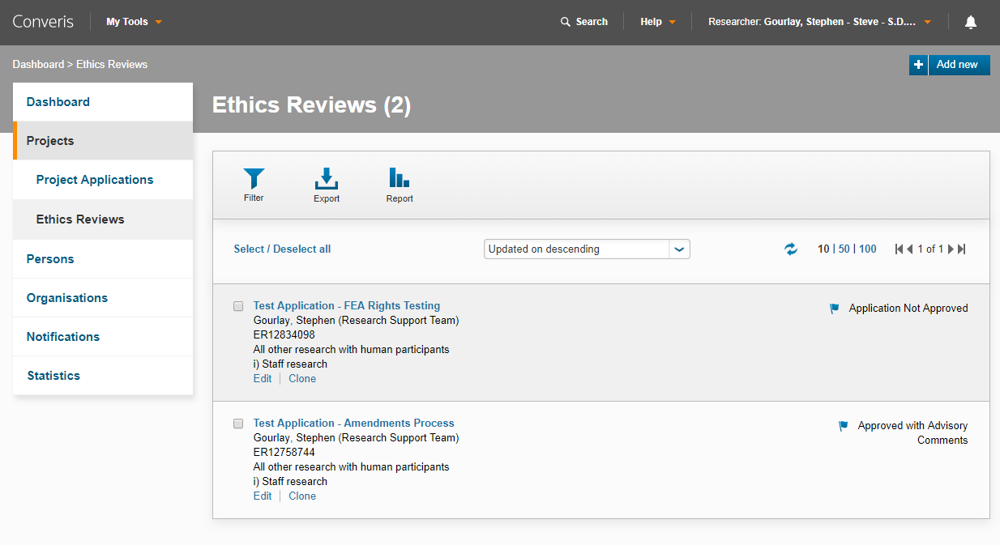 Converis
My Tools
Search
Help
Researcher: Gourlay, Stephen - Steve - S.D....
Dashboard > Ethics Reviews
+ Add new
Dashboard
Projects
Project Applications
Ethics Reviews
Persons
Organisations
Notifications
Statistics
Ethics Reviews (2)
Filter
Export
Report
Select / Deselect all
Updated on descending
10 | 50 | 100
1 of 1
Test Application - FEA Rights Testing
Gourlay, Stephen (Research Support Team)
ER12834098
All other research with human participants
i) Staff research
Edit | Clone
Application Not Approved
Test Application - Amendments Process
Gourlay, Stephen (Research Support Team)
ER12758744
All other research with human participants
i) Staff research
Edit | Clone
Approved with Advisory
Comments